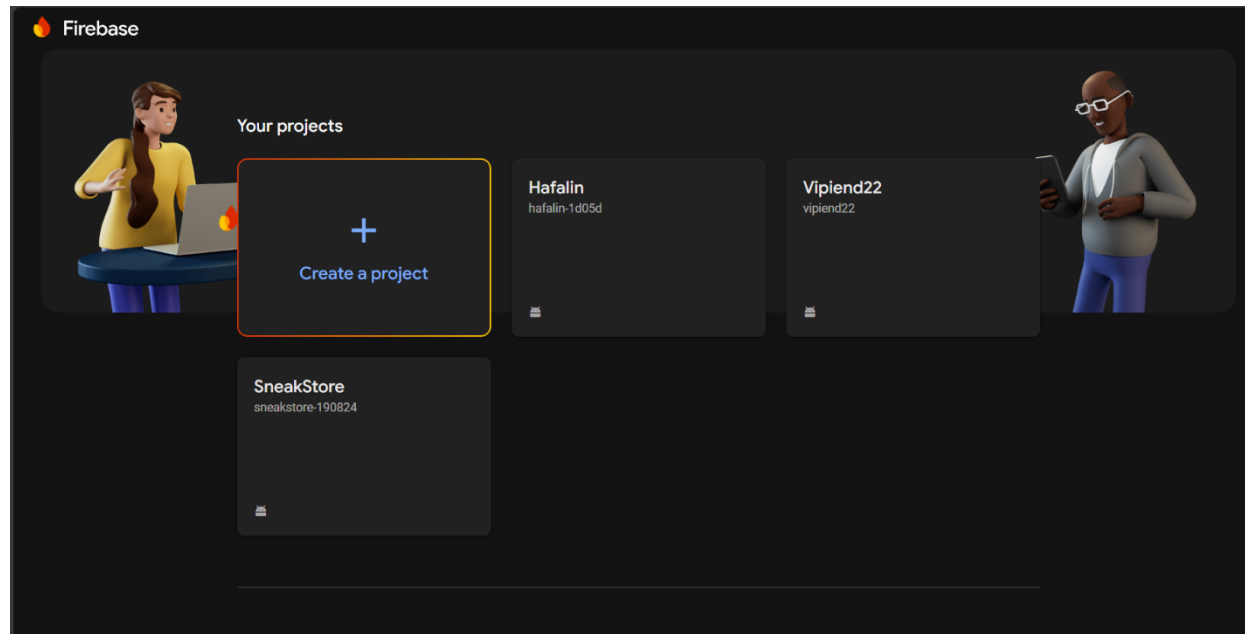 Firebase
Your projects
Create a project
Hafalin
hafalin-1d05d
Vipiend22
vipiend22
SneakStore
sneakstore-190824